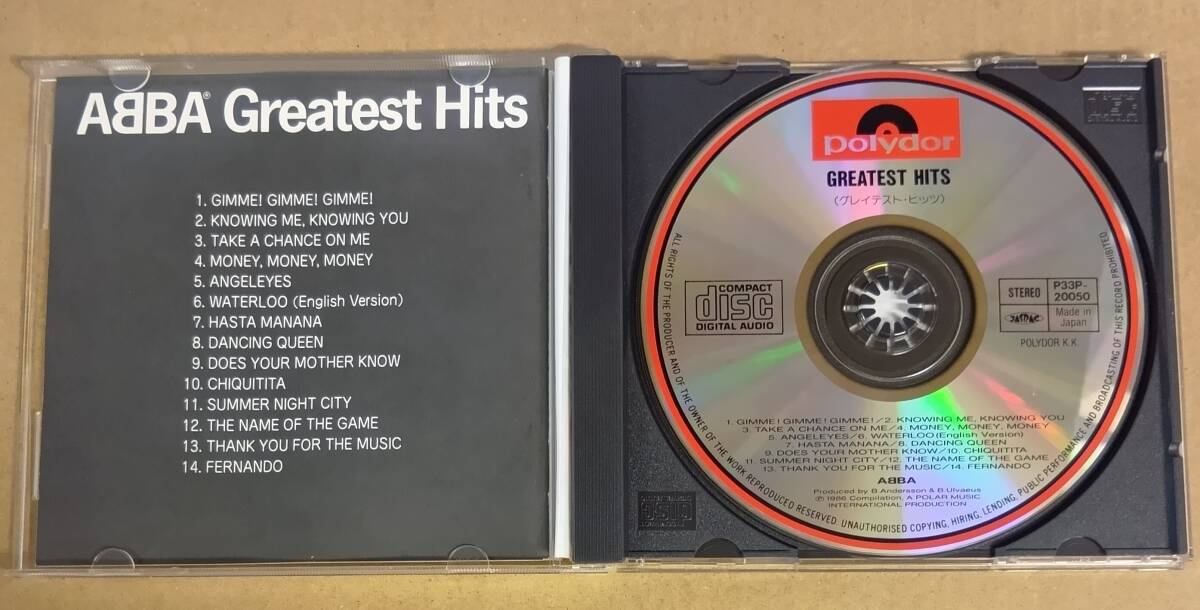 ABBA® Greatest Hits
1. GIMME! GIMME! GIMME!
2. KNOWING ME, KNOWING YOU
3. TAKE A CHANCE ON ME
4. MONEY, MONEY, MONEY
5. ANGELEYES
6. WATERLOO (English Version)
7. HASTA MANANA
8. DANCING QUEEN
9. DOES YOUR MOTHER KNOW
10. CHIQUITITA
11. SUMMER NIGHT CITY
12. THE NAME OF THE GAME
13. THANK YOU FOR THE MUSIC
14. FERNANDO
polydor
GREATEST HITS
(グレイテスト・ヒッツ)
COMPACT
disc
DIGITAL AUDIO
STEREO
P33P-
20050
JASRAC
Made in
Japan
POLYDOR K.K.
1. GIMME! GIMME! GIMME!/2. KNOWING ME, KNOWING YOU
3. TAKE A CHANCE ON ME/4. MONEY, MONEY, MONEY
5. ANGELEYES/6. WATERLOO(English Version)
7. HASTA MANANA/8. DANCING QUEEN
9. DOES YOUR MOTHER KNOW/10. CHIQUITITA
11. SUMMER NIGHT CITY/12. THE NAME OF THE GAME
13. THANK YOU FOR THE MUSIC/14. FERNANDO
ABBA
Produced by B.Andersson & B.Ulvaeus
℗ 1986 Compilation, A POLAR MUSIC
INTERNATIONAL PRODUCTION
ALL RIGHTS OF THE PRODUCER AND OF THE OWNER OF THE WORK REPRODUCED RESERVED. UNAUTHORISED COPYING, HIRING, LENDING, PUBLIC PERFORMANCE AND BROADCASTING OF THIS RECORD PROHIBITED.